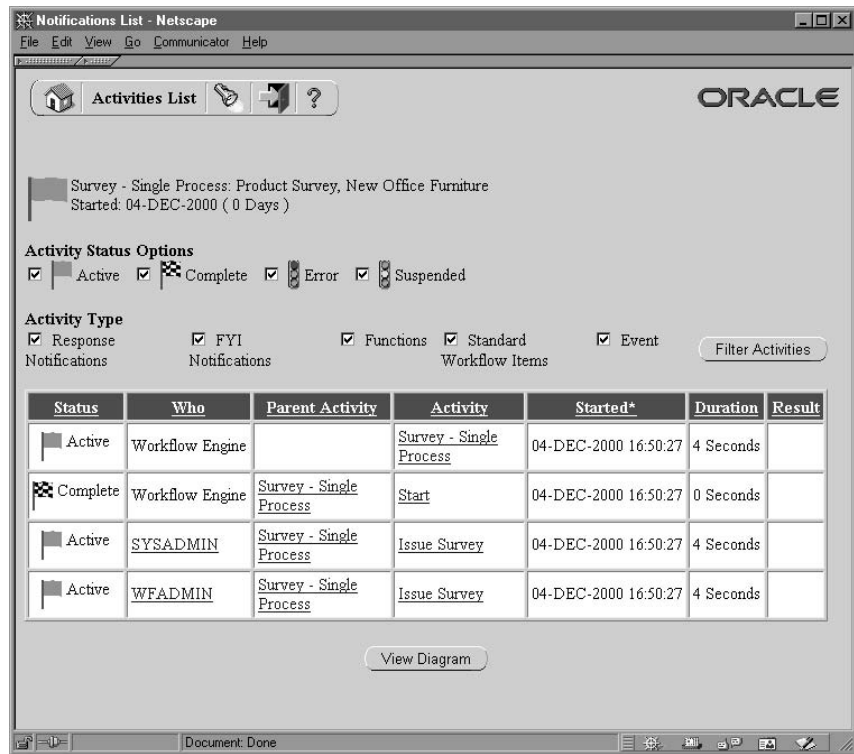 Notifications List - Netscape
File Edit View Go Communicator Help
Activities List
?
ORACLE
Survey - Single Process: Product Survey, New Office Furniture
Started: 04-DEC-2000 ( 0 Days )
Activity Status Options
Active Complete Error Suspended
Activity Type
Response Notifications FYI Notifications Functions Standard Workflow Items Event Filter Activities
Status Who Parent Activity Activity Started* Duration Result
Active Workflow Engine Survey - Single Process 04-DEC-2000 16:50:27 4 Seconds
Complete Workflow Engine Survey - Single Process Start 04-DEC-2000 16:50:27 0 Seconds
Active SYSADMIN Survey - Single Process Issue Survey 04-DEC-2000 16:50:27 4 Seconds
Active WFADMIN Survey - Single Process Issue Survey 04-DEC-2000 16:50:27 4 Seconds
View Diagram
Document: Done